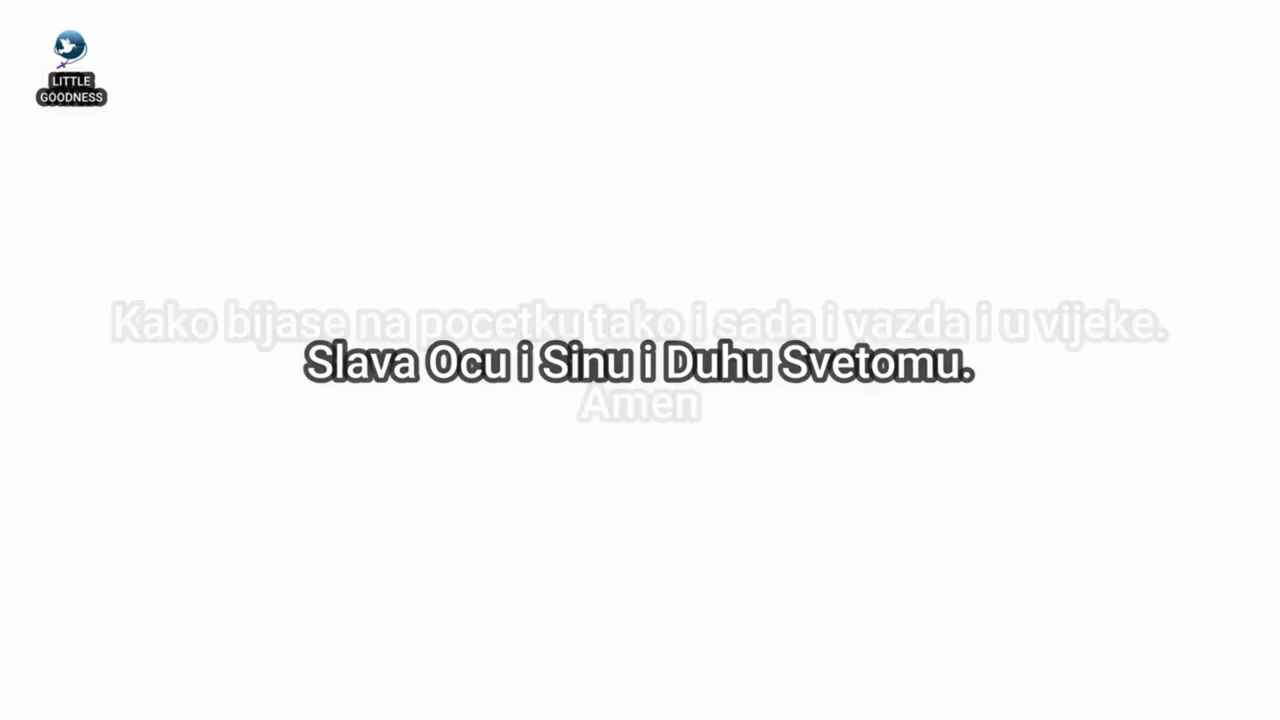 LITTLE
GOODNESS
Kako bijase na pocetku tako i sada i vazda i u vijeke.
Slava Ocu i Sinu i Duhu Svetomu.
Amen